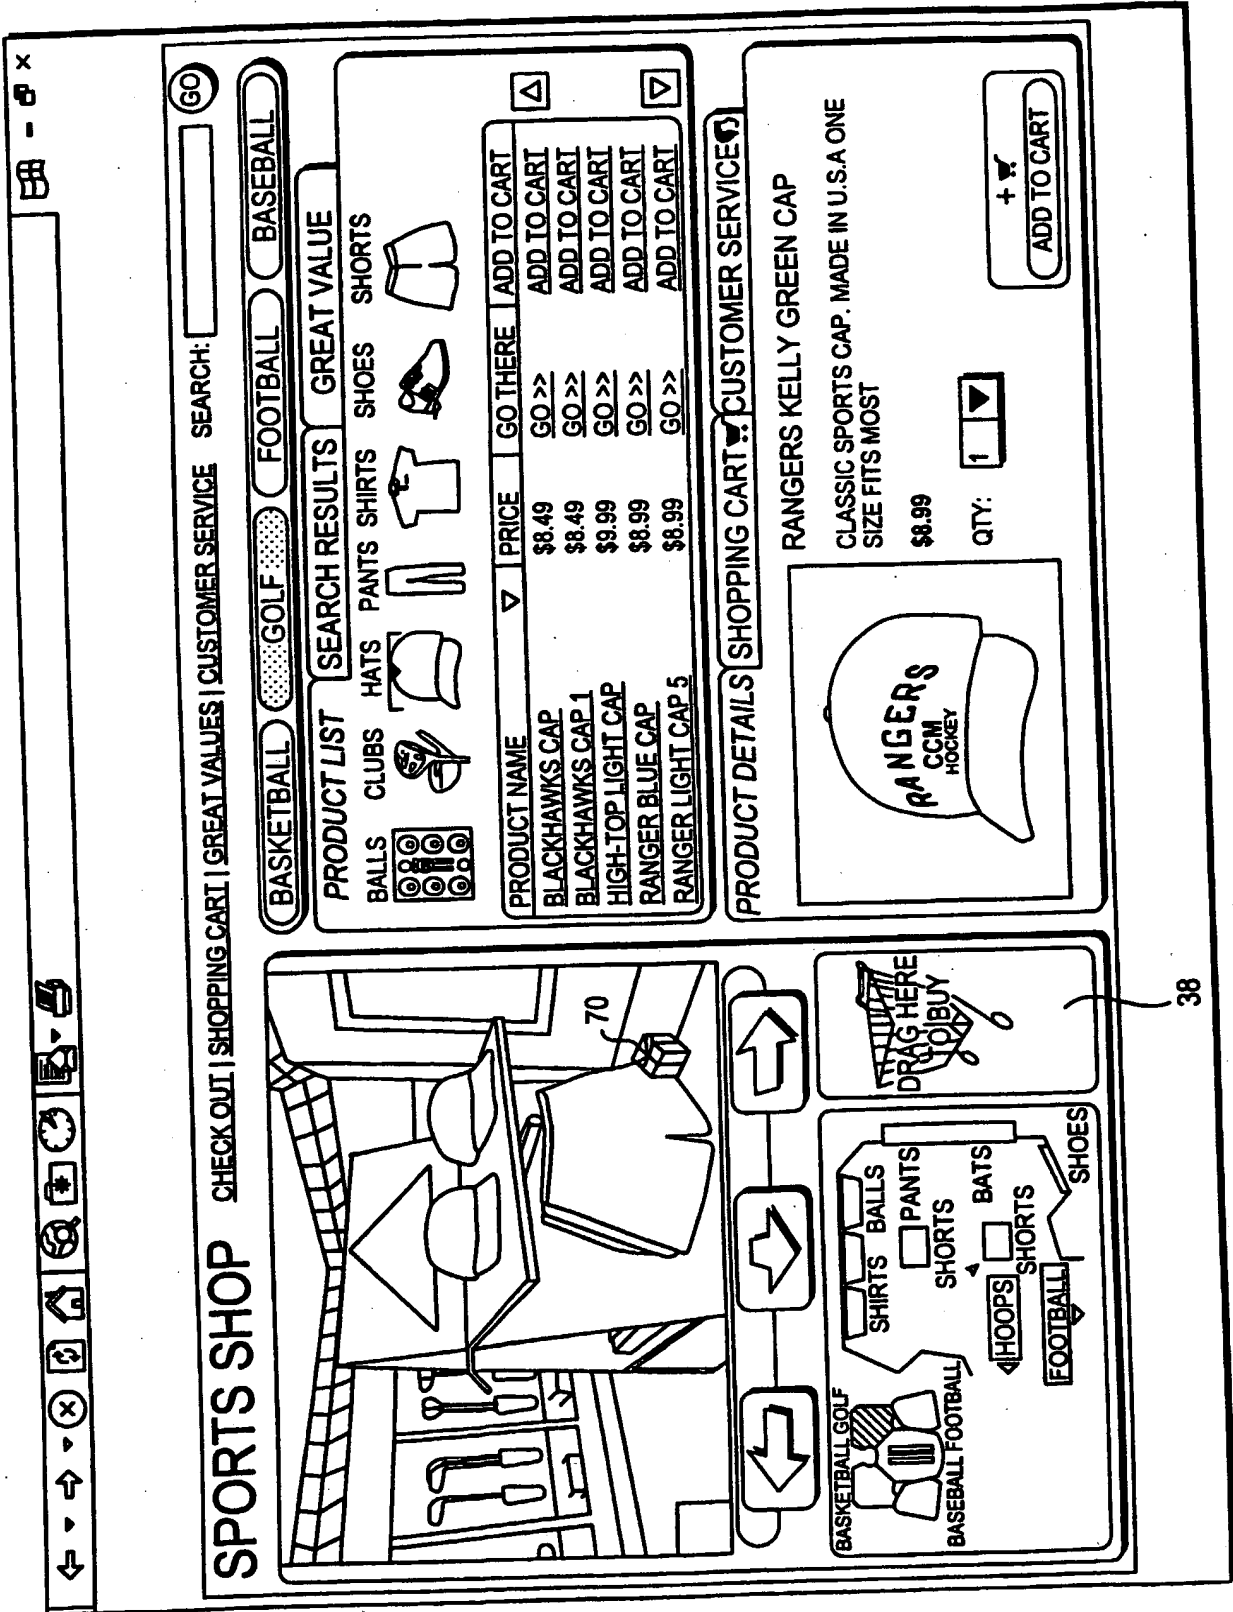 SPORTS SHOP
CHECK OUT | SHOPPING CART | GREAT VALUES | CUSTOMER SERVICE SEARCH: GO
BASKETBALL GOLF FOOTBALL BASEBALL
PRODUCT LIST SEARCH RESULTS GREAT VALUE
BALLS CLUBS HATS PANTS SHIRTS SHOES SHORTS
PRODUCT NAME PRICE GO THERE ADD TO CART
BLACKHAWKS CAP $8.49 GO >> ADD TO CART
BLACKHAWKS CAP 1 $8.49 GO >> ADD TO CART
HIGH-TOP LIGHT CAP $9.99 GO >> ADD TO CART
RANGER BLUE CAP $8.99 GO >> ADD TO CART
RANGER LIGHT CAP 5 $8.99 GO >> ADD TO CART
70
PRODUCT DETAILS SHOPPING CART CUSTOMER SERVICE
RANGERS KELLY GREEN CAP
CLASSIC SPORTS CAP. MADE IN U.S.A ONE
SIZE FITS MOST
$8.99
QTY: 1
+
ADD TO CART
RANGERS
CCM
HOCKEY
BASKETBALL GOLF
BASEBALL FOOTBALL
SHIRTS BALLS
PANTS
SHORTS
BATS
HOOPS SHORTS
FOOTBALL
SHOES
DRAG HERE
TO BUY
38